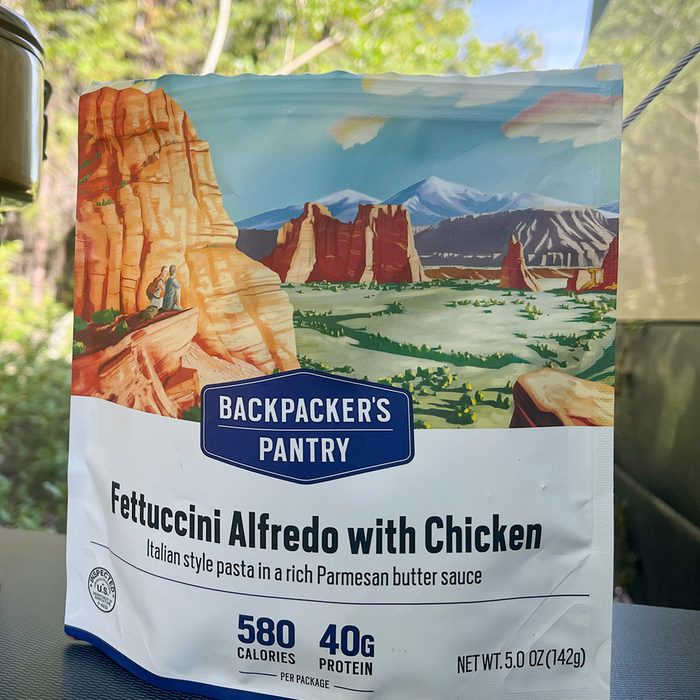 BACKPACKER'S
PANTRY
Fettuccini Alfredo with Chicken
Italian style pasta in a rich Parmesan butter sauce
INSPECTED
U.S.
580 40G
CALORIES PROTEIN
PER PACKAGE
NET WT. 5.0 OZ (142g)